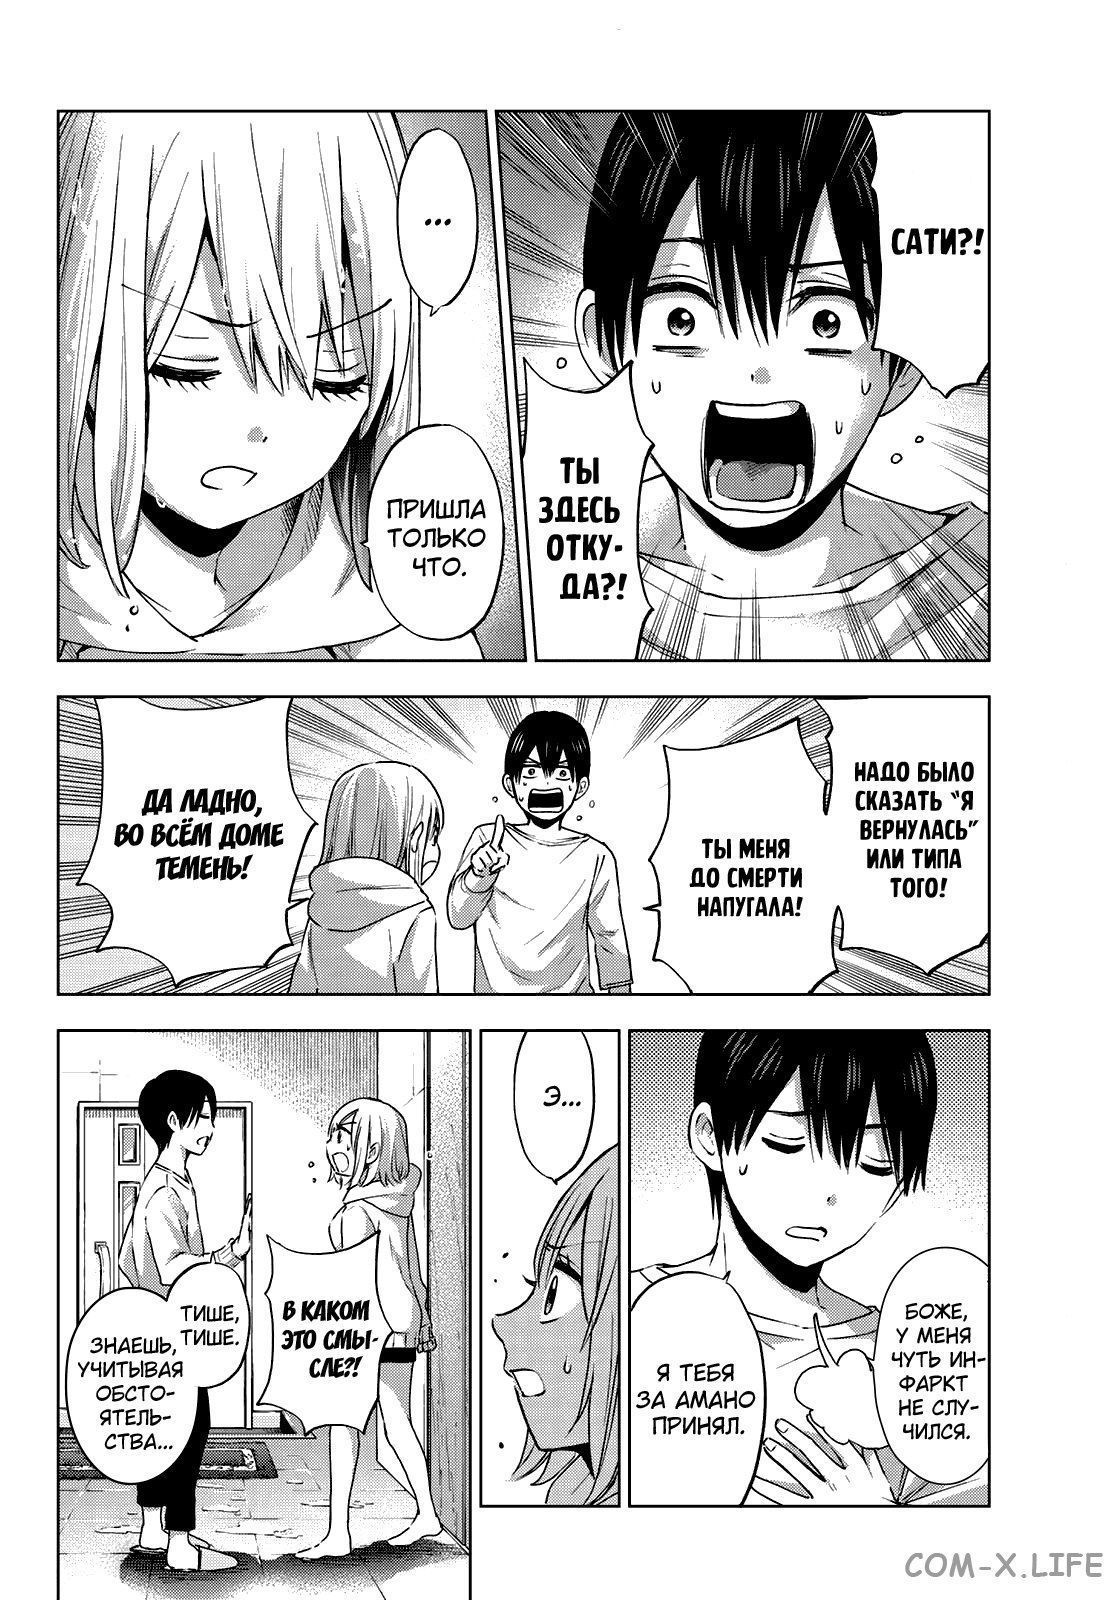 САТИ?!
ТЫ
ЗДЕСЬ
ОТКУ-
ДА?!
...
ПРИШЛА
ТОЛЬКО
ЧТО.
НАДО БЫЛО
СКАЗАТЬ "Я
ВЕРНУЛАСЬ"
ИЛИ ТИПА
ТОГО!
ТЫ МЕНЯ
ДО СМЕРТИ
НАПУГАЛА!
ДА ЛАДНО,
ВО ВСЁМ ДОМЕ
ТЕМЕНЬ!
БОЖЕ,
У МЕНЯ
ЧУТЬ ИН-
ФАРКТ
НЕ СЛУ-
ЧИЛСЯ.
Я ТЕБЯ
ЗА АМАНО
ПРИНЯЛ.
Э...
В КАКОМ
ЭТО СМЫ-
СЛЕ?!
ТИШЕ,
ТИШЕ.
ЗНАЕШЬ,
УЧИТЫВАЯ
ОБСТО-
ЯТЕЛЬ-
СТВА...
COM-X.LIFE